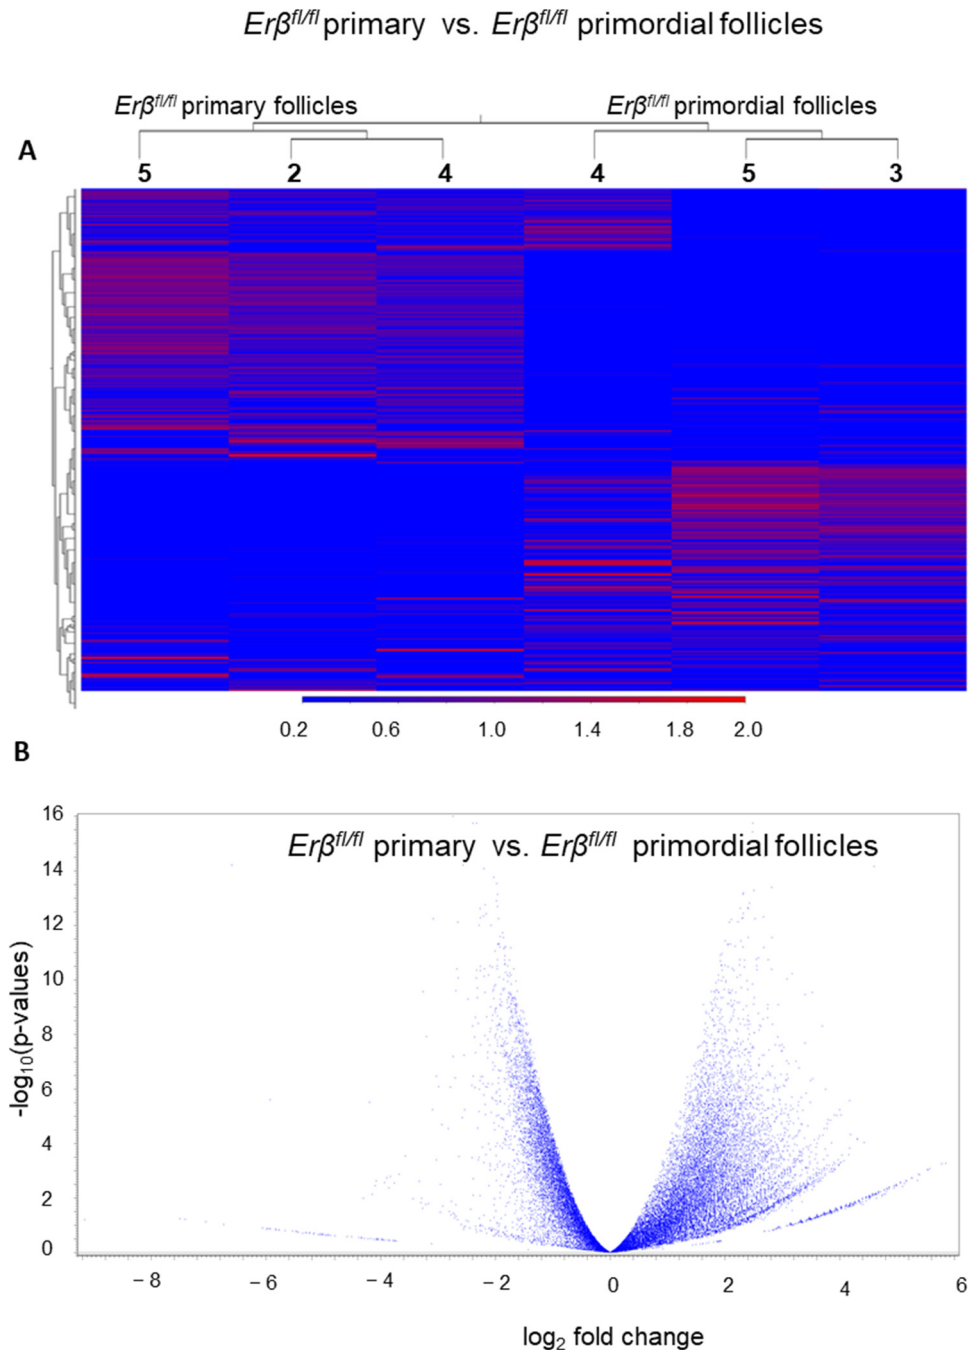 Erβfl/fl primary vs. Erβfl/fl primordial follicles
Erβfl/fl primary follicles Erβfl/fl primordial follicles
A
5 2 4 4 5 3
0.2 0.6 1.0 1.4 1.8 2.0
B
Erβfl/fl primary vs. Erβfl/fl primordial follicles
16
14
12
10
8
6
4
2
0
-log10(p-values)
−8 −6 −4 −2 0 2 4 6
log2 fold change